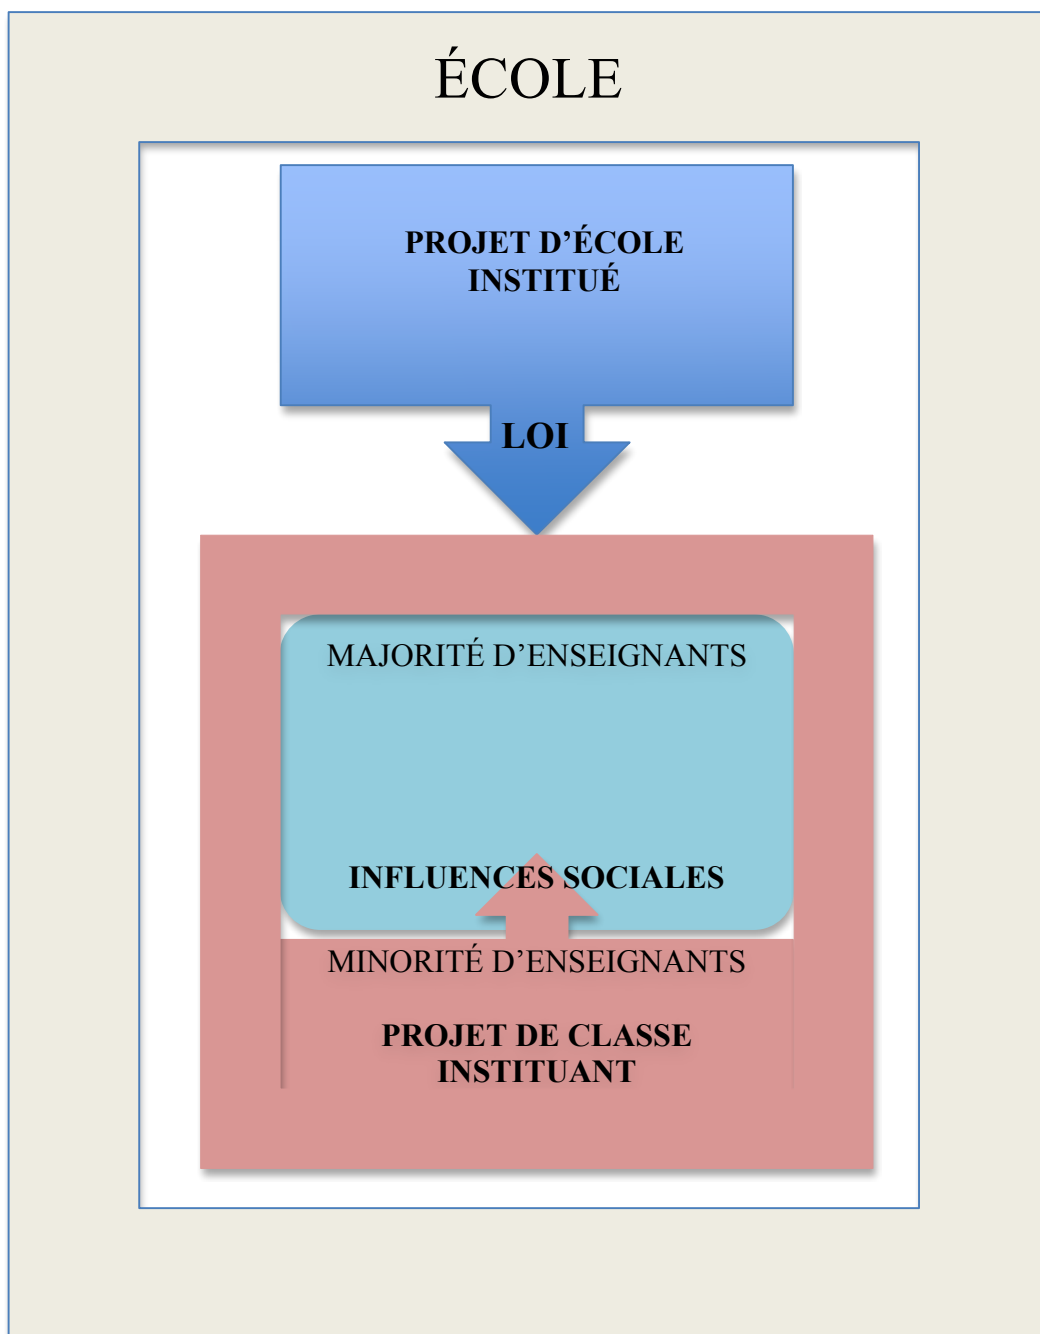 ÉCOLE
PROJET D’ÉCOLE
INSTITUÉ
LOI
MAJORITÉ D’ENSEIGNANTS
INFLUENCES SOCIALES
MINORITÉ D’ENSEIGNANTS
PROJET DE CLASSE
INSTITUANT